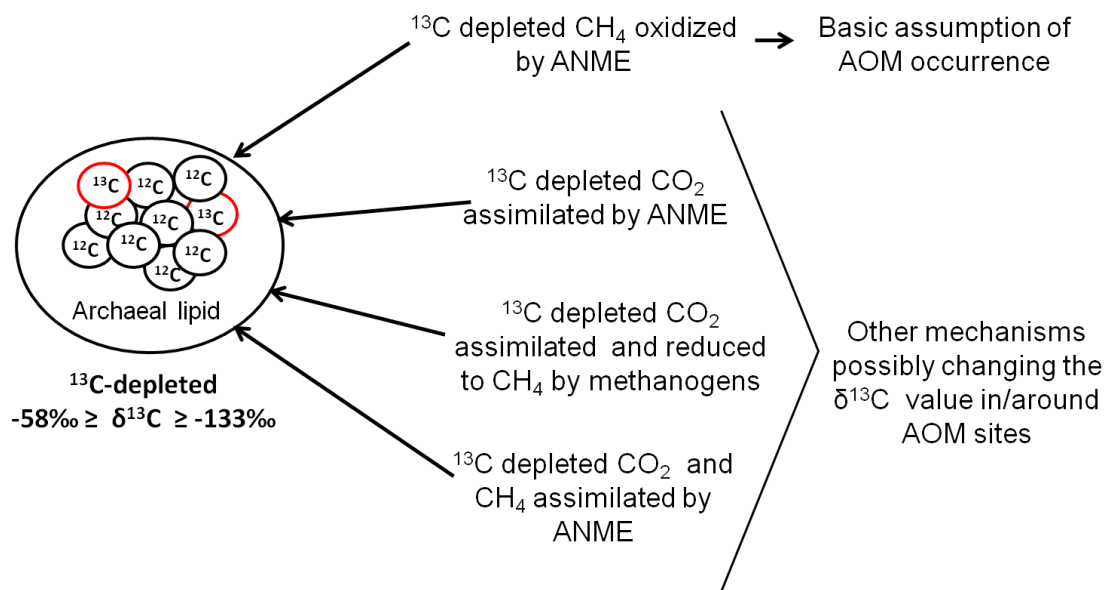 ¹³C depleted CH₄ oxidized
by ANME
Basic assumption of
AOM occurrence
¹³C
¹²C
¹²C
¹²C
¹²C
¹³C
¹²C
¹²C
¹²C
¹²C
Archaeal lipid
¹³C-depleted
-58‰ ≥ δ¹³C ≥ -133‰
¹³C depleted CO₂
assimilated by ANME
¹³C depleted CO₂
assimilated and reduced
to CH₄ by methanogens
¹³C depleted CO₂ and
CH₄ assimilated by
ANME
Other mechanisms
possibly changing the
δ¹³C value in/around
AOM sites